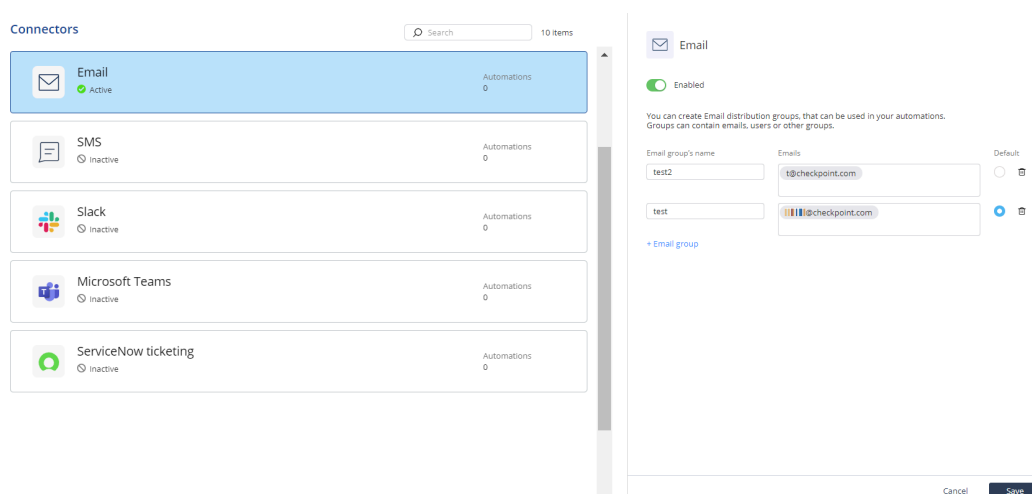 Connectors
Search
10 items
Email
Active
Automations
0
SMS
Inactive
Automations
0
Slack
Inactive
Automations
0
Microsoft Teams
Inactive
Automations
0
ServiceNow ticketing
Inactive
Automations
0
Email
Enabled
You can create Email distribution groups, that can be used in your automations.
Groups can contain emails, users or other groups.
Email group's name Emails Default
test2 t@checkpoint.com
test @checkpoint.com
+ Email group
Cancel Save